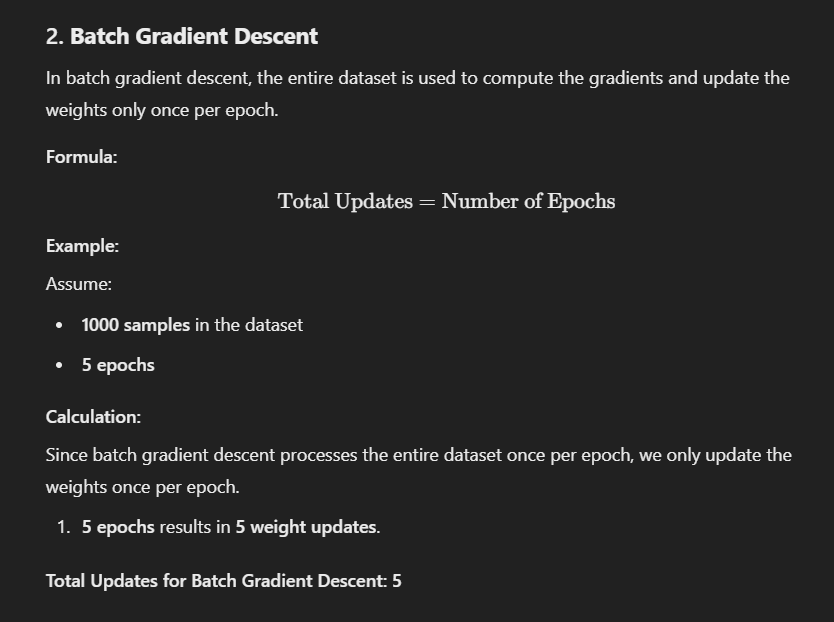 2. Batch Gradient Descent
In batch gradient descent, the entire dataset is used to compute the gradients and update the
weights only once per epoch.
Formula:
Total Updates = Number of Epochs
Example:
Assume:
• 1000 samples in the dataset
• 5 epochs
Calculation:
Since batch gradient descent processes the entire dataset once per epoch, we only update the
weights once per epoch.
1. 5 epochs results in 5 weight updates.
Total Updates for Batch Gradient Descent: 5